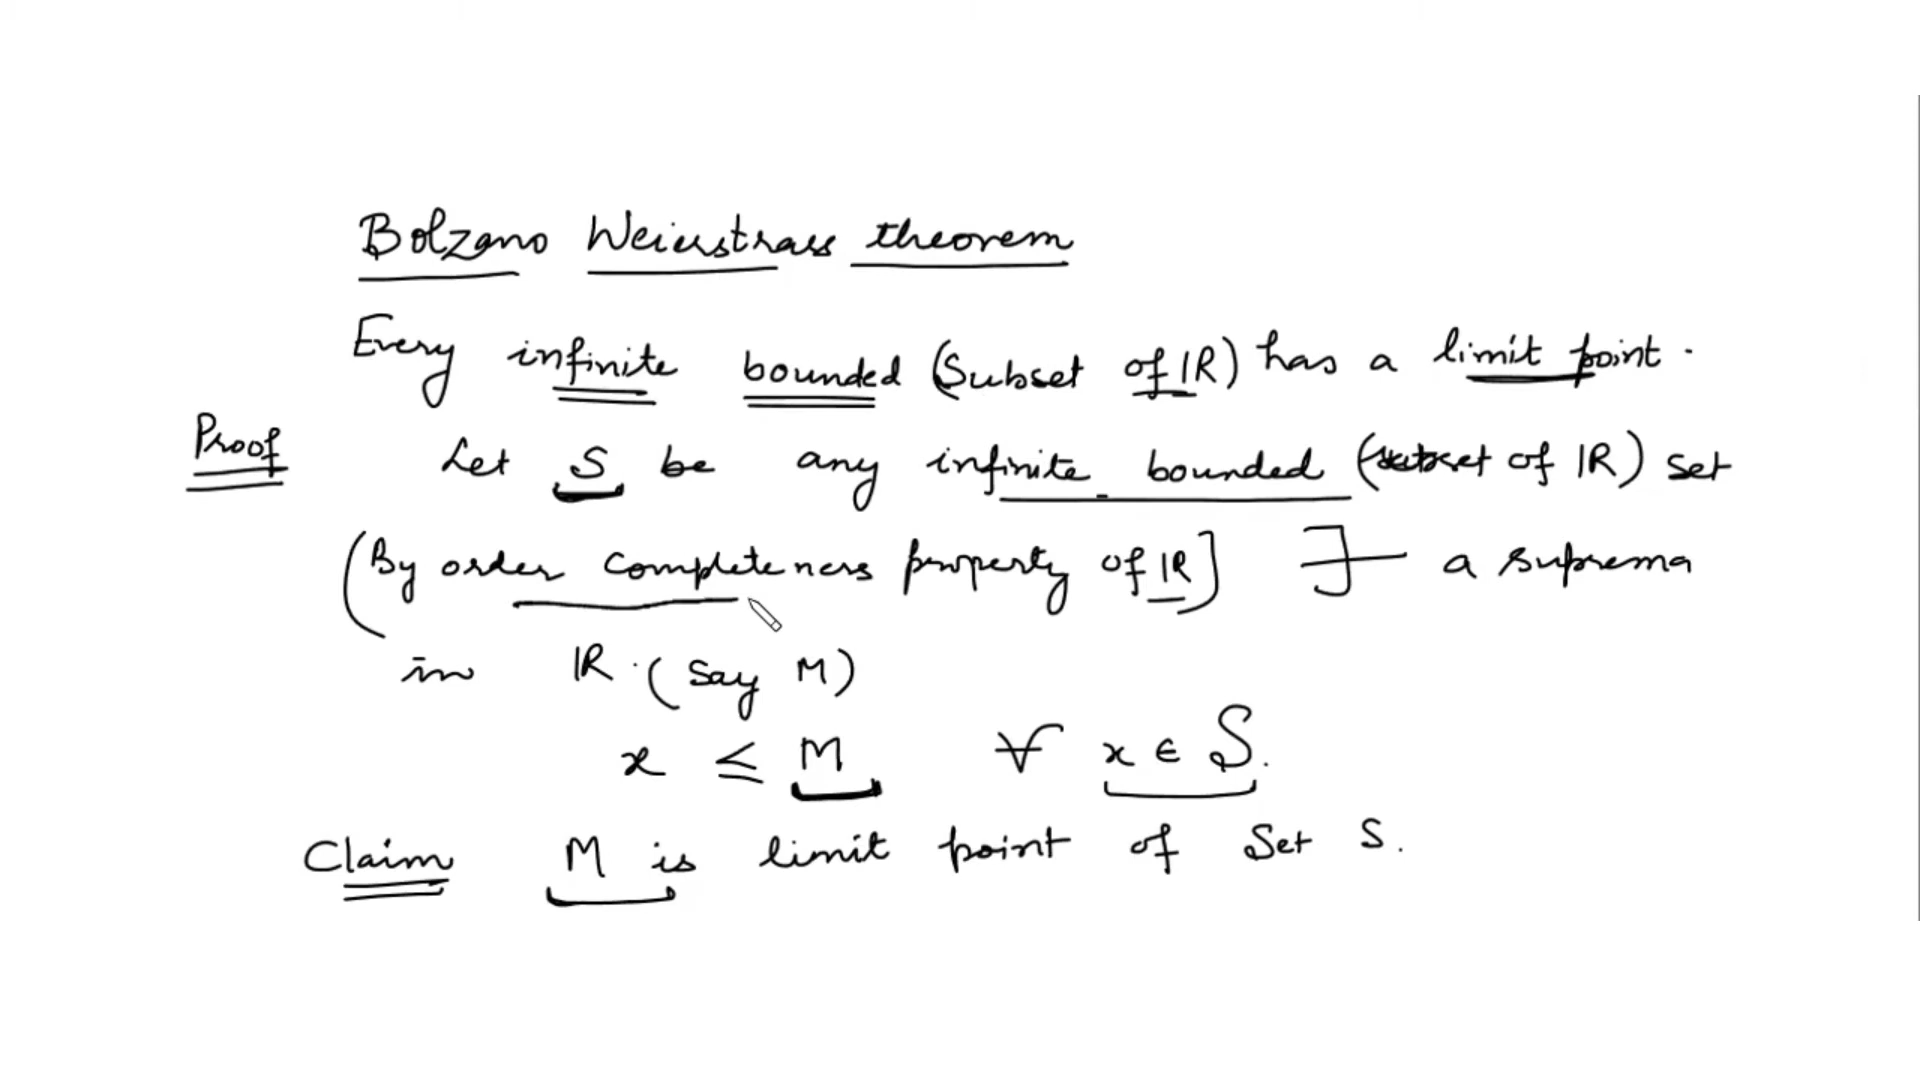 Bolzano Weierstrass theorem
Every infinite bounded (Subset of IR) has a limit point.
Proof Let S be any infinite bounded (subset of IR) set
(By order completeness property of IR] ∃ a suprema
in IR. (Say M)
x ≤ M ∀ x ∈ S.
Claim M is limit point of Set S.